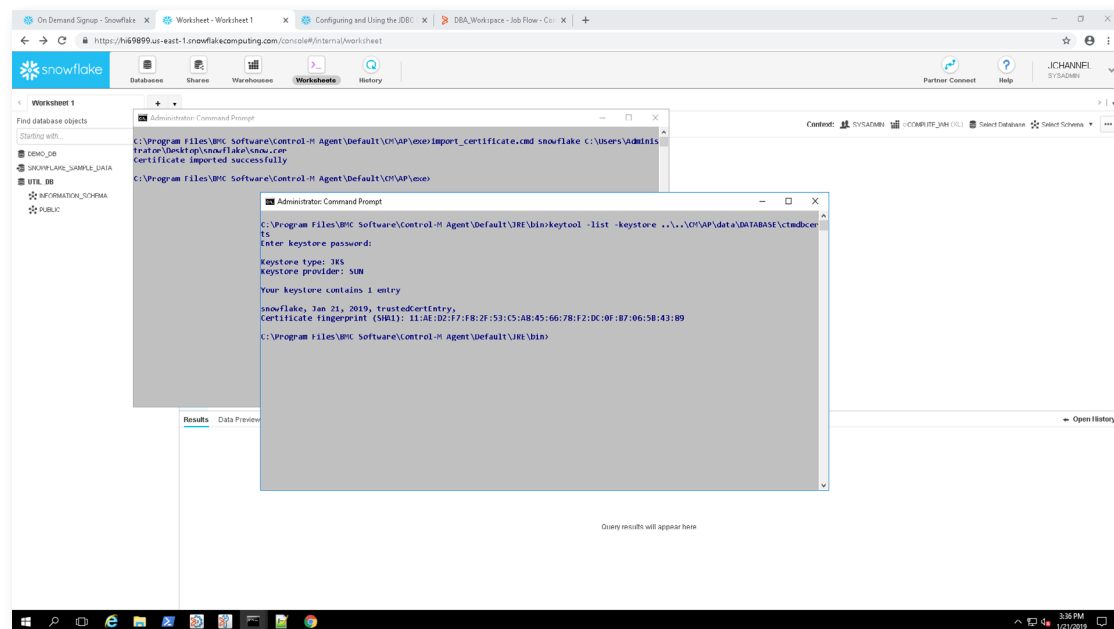 On Demand Signup - Snowflake
Worksheet - Worksheet 1
Configuring and Using the JDBC
DBA_Workspace - Job Flow - Con
https://hi69899.us-east-1.snowflakecomputing.com/console#/internal/worksheet
snowflake
Databases
Shares
Warehouses
Worksheets
History
Partner Connect
Help
JCHANNEL
SYSADMIN
Worksheet 1
Find database objects
Starting with...
DEMO_DB
SNOWFLAKE_SAMPLE_DATA
UTIL_DB
INFORMATION_SCHEMA
PUBLIC
Context: SYSADMIN COMPUTE_WH (XL) Select Database Select Schema
Administrator: Command Prompt
C:\Program Files\BMC Software\Control-M Agent\Default\CM\AP\exe>import_certificate.cmd snowflake C:\Users\Adminis
trator\Desktop\snowflake\snow.cer
Certificate imported successfully
C:\Program Files\BMC Software\Control-M Agent\Default\CM\AP\exe>
Administrator: Command Prompt
C:\Program Files\BMC Software\Control-M Agent\Default\JRE\bin>keytool -list -keystore ..\..\CM\AP\data\DATABASE\ctmdbcer
ts
Enter keystore password:
Keystore type: JKS
Keystore provider: SUN
Your keystore contains 1 entry
snowflake, Jan 21, 2019, trustedCertEntry,
Certificate fingerprint (SHA1): 11:AE:D2:F7:FB:2F:53:C5:A8:45:66:7B:F2:DC:0F:B7:06:5B:43:B9
C:\Program Files\BMC Software\Control-M Agent\Default\JRE\bin>
Results
Data Preview
Open History
Query results will appear here.
3:36 PM
1/21/2019